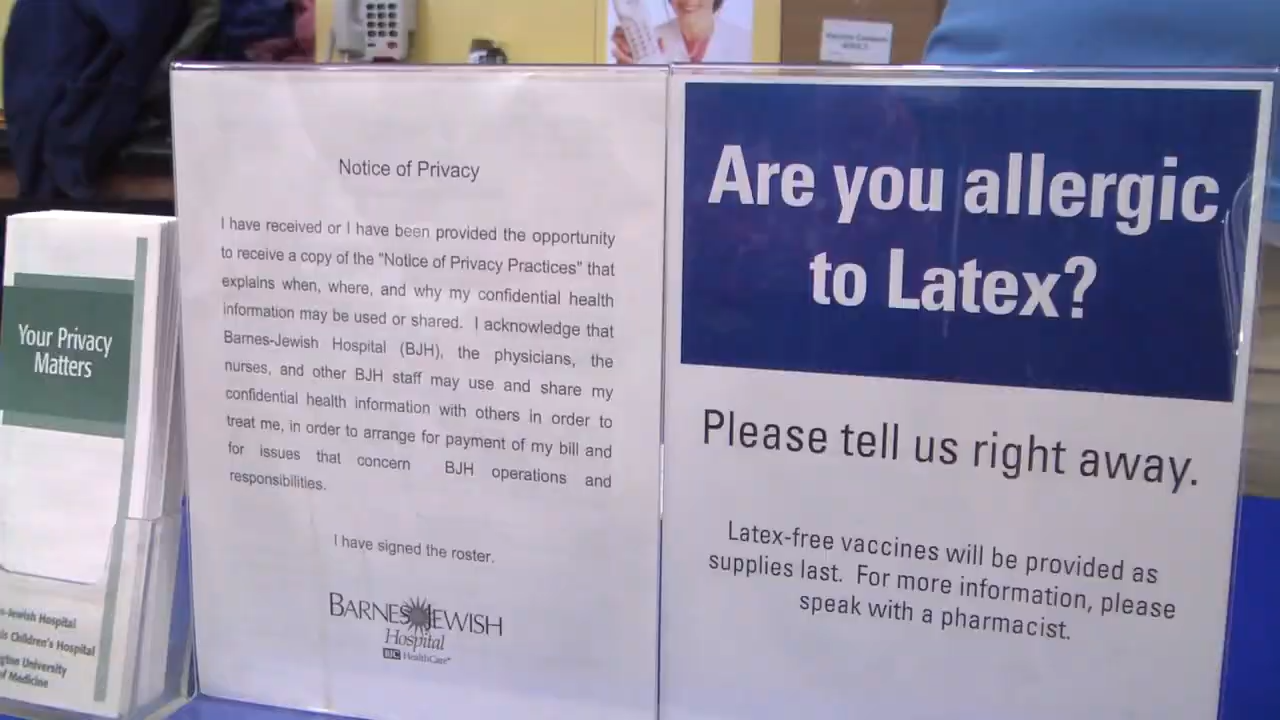 Your Privacy
Matters
Jewish Hospital
Children's Hospital
University
of Medicine
Notice of Privacy
I have received or I have been provided the opportunity
to receive a copy of the "Notice of Privacy Practices" that
explains when, where, and why my confidential health
information may be used or shared. I acknowledge that
Barnes-Jewish Hospital (BJH), the physicians, the
nurses, and other BJH staff may use and share my
confidential health information with others in order to
treat me, in order to arrange for payment of my bill and
for issues that concern BJH operations and
responsibilities.
I have signed the roster.
BARNES JEWISH
Hospital
BJC HealthCare
Are you allergic
to Latex?
Please tell us right away.
Latex-free vaccines will be provided as
supplies last. For more information, please
speak with a pharmacist.